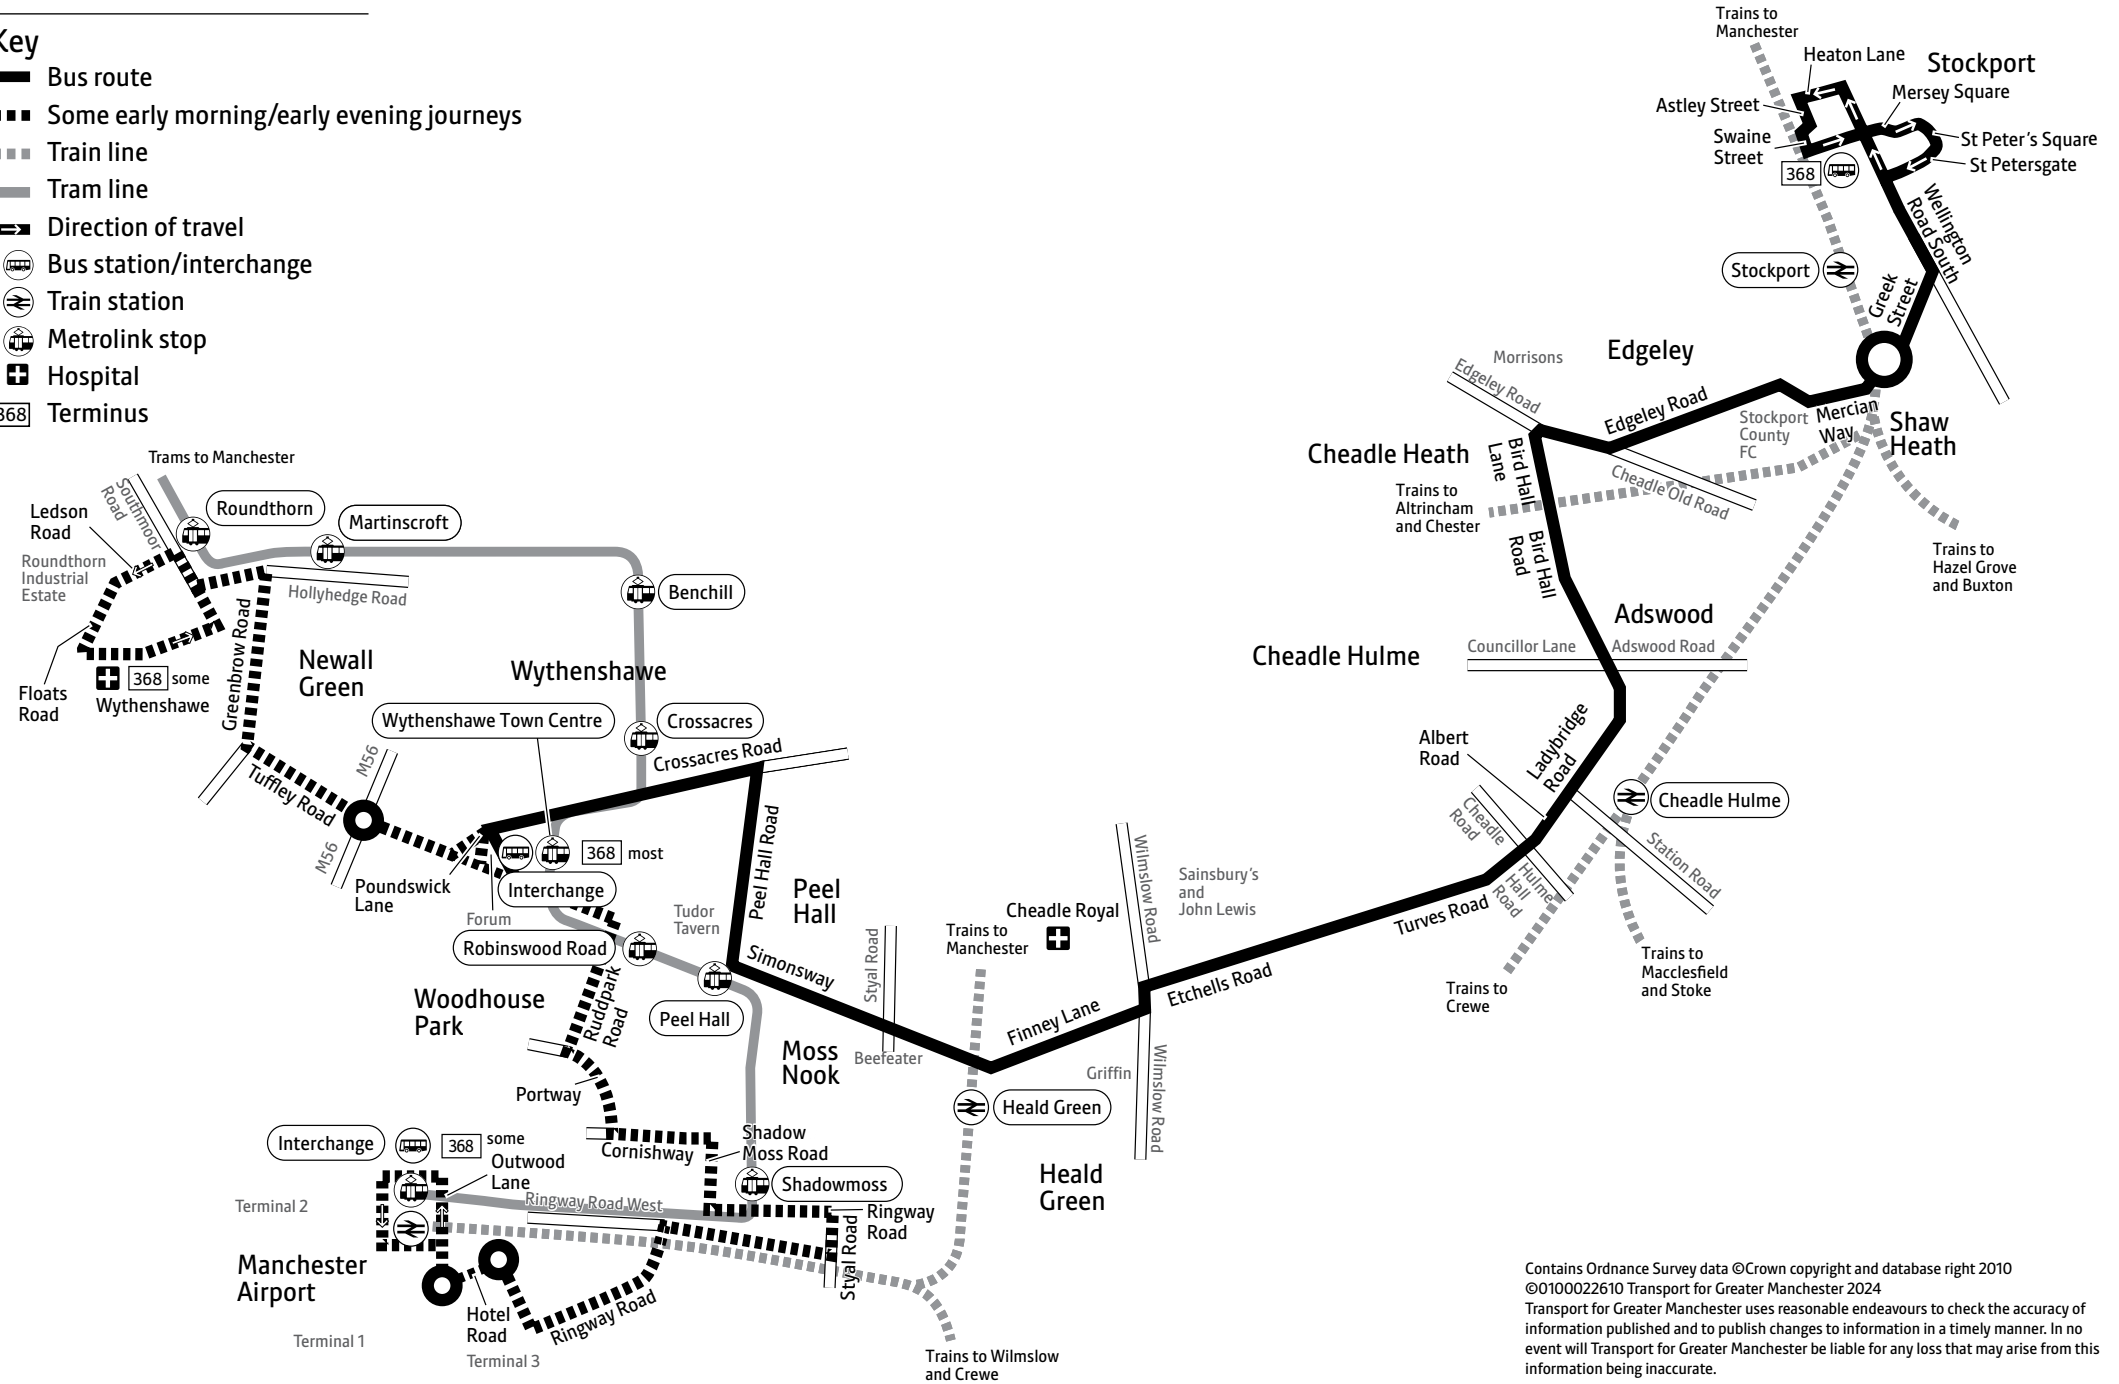 Key
Bus route
Some early morning/early evening journeys
Train line
Tram line
Direction of travel
Bus station/interchange
Train station
Metrolink stop
Hospital
368 Terminus
Trains to
Manchester
Heaton Lane
Stockport
Mersey Square
Astley Street
Swaine
Street
St Peter's Square
St Petersgate
368
Wellington
Road South
Stockport
Greek
Street
Morrisons
Edgeley
Edgeley Road
Edgeley Road
Stockport
County
FC
Mercian
Way
Shaw
Heath
Cheadle Heath
Bird Hall
Lane
Cheadle Old Road
Trains to
Altrincham
and Chester
Bird Hall
Road
Trains to
Hazel Grove
and Buxton
Adswood
Councillor Lane
Adswood Road
Cheadle Hulme
Ladybridge
Road
Albert
Road
Cheadle Hulme
Cheadle
Road
Hulme
Hall
Road
Station Road
Turves Road
Trains to
Macclesfield
and Stoke
Trains to
Crewe
Trams to Manchester
Southmoor
Road
Ledson
Road
Roundthorn
Martinscroft
Roundthorn
Industrial
Estate
Hollyhedge Road
Benchill
Greenbrow Road
Newall
Green
Wythenshawe
368 some
Wythenshawe
Floats
Road
Wythenshawe Town Centre
Crossacres
Crossacres Road
M56
Tuffley Road
M56
368 most
Interchange
Poundswick
Lane
Forum
Peel Hall Road
Peel
Hall
Tudor
Tavern
Robinswood Road
Simonsway
Styal Road
Trains to
Manchester
Cheadle Royal
Wilmslow Road
Sainsbury's
and
John Lewis
Etchells Road
Finney Lane
Woodhouse
Park
Ruddpark
Road
Peel Hall
Moss
Nook
Beefeater
Griffin
Wilmslow Road
Portway
Heald Green
Heald
Green
Cornishway
Shadow
Moss Road
Interchange
368 some
Outwood
Lane
Shadowmoss
Terminal 2
Ringway Road West
Ringway
Road
Styal Road
Manchester
Airport
Hotel
Road
Ringway Road
Terminal 1
Terminal 3
Trains to Wilmslow
and Crewe
Contains Ordnance Survey data ©Crown copyright and database right 2010
©0100022610 Transport for Greater Manchester 2024
Transport for Greater Manchester uses reasonable endeavours to check the accuracy of
information published and to publish changes to information in a timely manner. In no
event will Transport for Greater Manchester be liable for any loss that may arise from this
information being inaccurate.